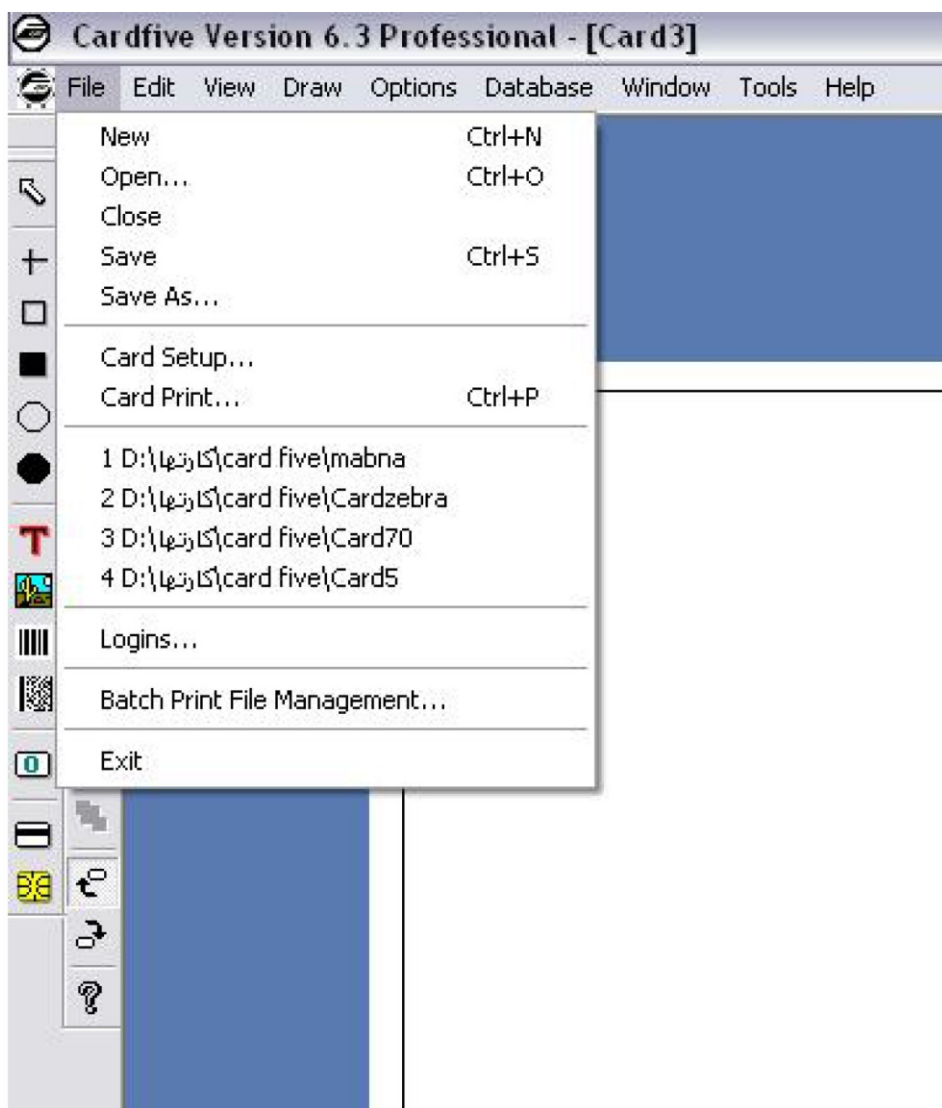 Cardfive Version 6.3 Professional - [Card3]
File Edit View Draw Options Database Window Tools Help
New Ctrl+N
Open... Ctrl+O
Close
Save Ctrl+S
Save As...
Card Setup...
Card Print... Ctrl+P
1 D:\کارتها\card five\mabna
2 D:\کارتها\card five\Cardzebra
3 D:\کارتها\card five\Card70
4 D:\کارتها\card five\Card5
Logins...
Batch Print File Management...
Exit
T
0
?